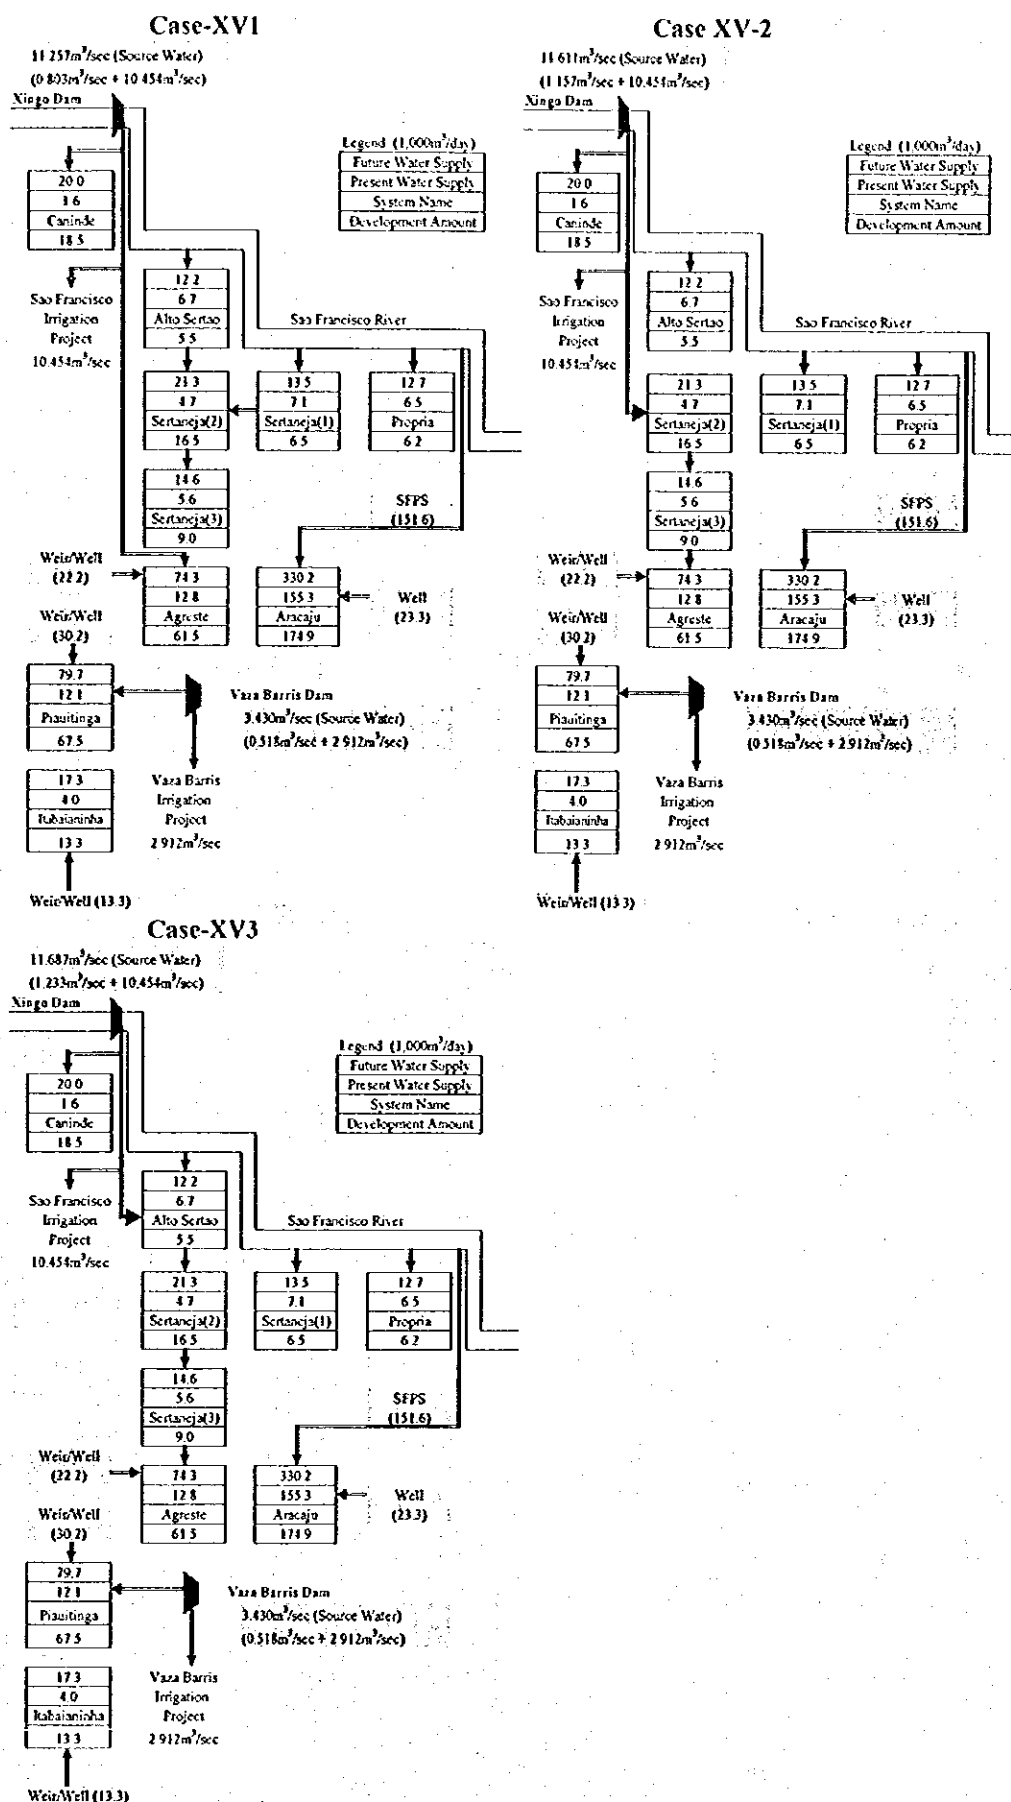 Case-XV1
11.257m³/sec (Source Water)
(0.803m³/sec + 10.454m³/sec)
Xingo Dam
Legend (1,000m³/day)
Future Water Supply
Present Water Supply
System Name
Development Amount
20.0
1.6
Caninde
18.5
Sao Francisco
Irrigation
Project
10.454m³/sec
12.2
6.7
Alto Sertao
5.5
Sao Francisco River
21.3
4.7
Sertaneja(2)
16.5
13.5
7.1
Sertaneja(1)
6.5
12.7
6.5
Propria
6.2
14.6
5.6
Sertaneja(3)
9.0
SFPS
(151.6)
Weir/Well
(22.2)
74.3
12.8
Agreste
61.5
330.2
155.3
Aracaju
174.9
Well
(23.3)
Weir/Well
(30.2)
79.7
12.1
Piauitinga
67.5
Vaza Barris Dam
3.430m³/sec (Source Water)
(0.518m³/sec + 2.912m³/sec)
17.3
4.0
Itabaianinha
13.3
Vaza Barris
Irrigation
Project
2.912m³/sec
Weir/Well (13.3)
Case XV-2
11.611m³/sec (Source Water)
(1.157m³/sec + 10.454m³/sec)
Xingo Dam
Legend (1,000m³/day)
Future Water Supply
Present Water Supply
System Name
Development Amount
20.0
1.6
Caninde
18.5
Sao Francisco
Irrigation
Project
10.454m³/sec
12.2
6.7
Alto Sertao
5.5
Sao Francisco River
21.3
4.7
Sertaneja(2)
16.5
13.5
7.1
Sertaneja(1)
6.5
12.7
6.5
Propria
6.2
14.6
5.6
Sertaneja(3)
9.0
SFPS
(151.6)
Weir/Well
(22.2)
74.3
12.8
Agreste
61.5
330.2
155.3
Aracaju
174.9
Well
(23.3)
Weir/Well
(30.2)
79.7
12.1
Piauitinga
67.5
Vaza Barris Dam
3.430m³/sec (Source Water)
(0.518m³/sec + 2.912m³/sec)
17.3
4.0
Itabaianinha
13.3
Vaza Barris
Irrigation
Project
2.912m³/sec
Weir/Well (13.3)
Case-XV3
11.687m³/sec (Source Water)
(1.233m³/sec + 10.454m³/sec)
Xingo Dam
Legend (1,000m³/day)
Future Water Supply
Present Water Supply
System Name
Development Amount
20.0
1.6
Caninde
18.5
Sao Francisco
Irrigation
Project
10.454m³/sec
12.2
6.7
Alto Sertao
5.5
Sao Francisco River
21.3
4.7
Sertaneja(2)
16.5
13.5
7.1
Sertaneja(1)
6.5
12.7
6.5
Propria
6.2
14.6
5.6
Sertaneja(3)
9.0
SFPS
(151.6)
Weir/Well
(22.2)
74.3
12.8
Agreste
61.5
330.2
155.3
Aracaju
174.9
Well
(23.3)
Weir/Well
(30.2)
79.7
12.1
Piauitinga
67.5
Vaza Barris Dam
3.430m³/sec (Source Water)
(0.518m³/sec + 2.912m³/sec)
17.3
4.0
Itabaianinha
13.3
Vaza Barris
Irrigation
Project
2.912m³/sec
Weir/Well (13.3)